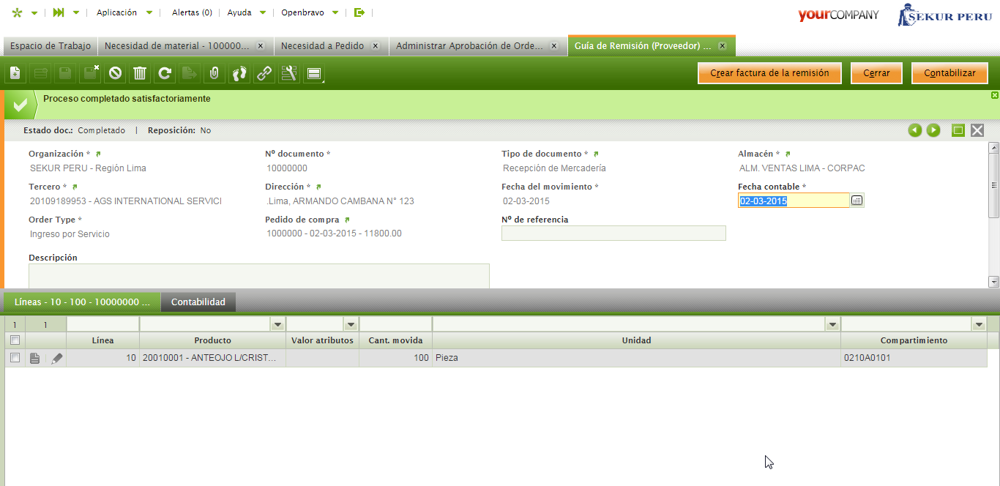 Aplicación Alertas (0) Ayuda Openbravo yourCOMPANY SEKUR PERU
Espacio de Trabajo Necesidad de material - 100000... Necesidad a Pedido Administrar Aprobación de Orde... Guía de Remisión (Proveedor) ...
Crear factura de la remisión Cerrar Contabilizar
Proceso completado satisfactoriamente
Estado doc.: Completado | Reposición: No
Organización * Nº documento * Tipo de documento * Almacén *
SEKUR PERU - Región Lima 10000000 Recepción de Mercadería ALM. VENTAS LIMA - CORPAC
Tercero * Dirección * Fecha del movimiento * Fecha contable *
20109189953 - AGS INTERNATIONAL SERVICI .Lima, ARMANDO CAMBANA N° 123 02-03-2015 02-03-2015
Order Type * Pedido de compra Nº de referencia
Ingreso por Servicio 1000000 - 02-03-2015 - 11800.00
Descripción
Líneas - 10 - 100 - 10000000 ... Contabilidad
1 1
Línea Producto Valor atributos Cant. movida Unidad Compartimiento
10 20010001 - ANTEOJO L/CRIST... 100 Pieza 0210A0101